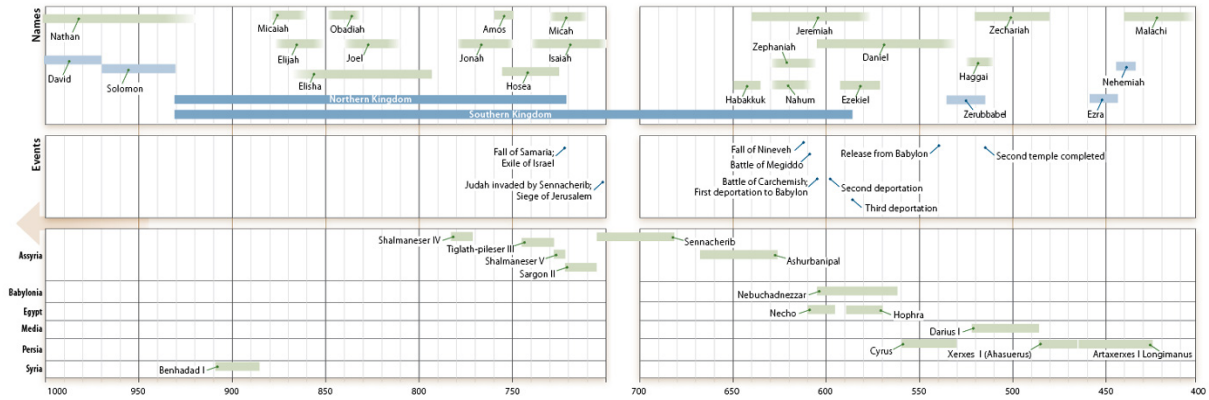 Names
Nathan
David
Solomon
Micaiah
Elijah
Elisha
Obadiah
Joel
Amos
Jonah
Hosea
Micah
Isaiah
Northern Kingdom
Southern Kingdom
Jeremiah
Zephaniah
Habakkuk
Nahum
Ezekiel
Daniel
Zechariah
Haggai
Zerubbabel
Malachi
Nehemiah
Ezra
Events
Fall of Samaria;
Exile of Israel
Judah invaded by Sennacherib;
Siege of Jerusalem
Fall of Nineveh
Battle of Megiddo
Battle of Carchemish;
First deportation to Babylon
Release from Babylon
Second temple completed
Second deportation
Third deportation
Assyria
Shalmaneser IV
Tiglath-pileser III
Shalmaneser V
Sargon II
Sennacherib
Ashurbanipal
Babylonia
Nebuchadnezzar
Egypt
Necho
Hophra
Media
Darius I
Persia
Cyrus
Xerxes I (Ahasuerus)
Artaxerxes I Longimanus
Syria
Benhadad I
1000
950
900
850
800
750
700
650
600
550
500
450
400